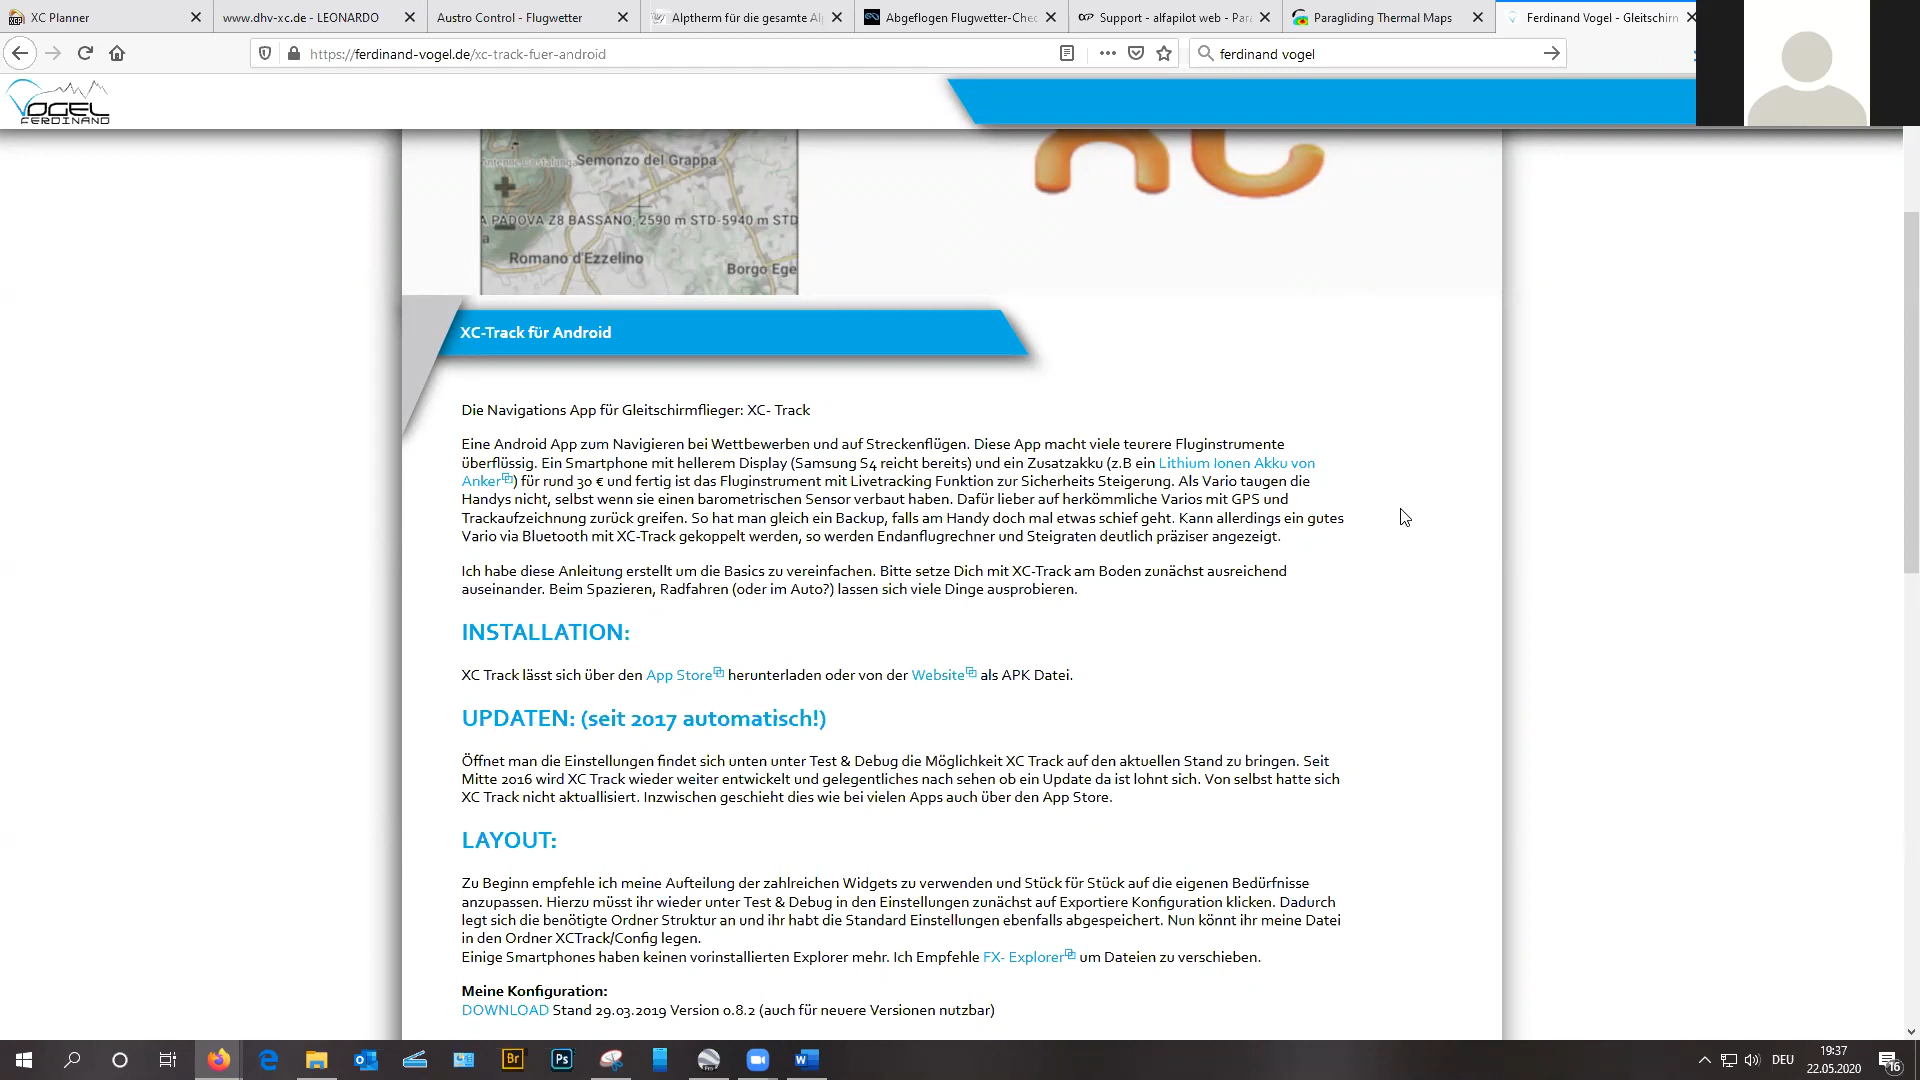 XC Planner
www.dhv-xc.de - LEONARDO
Austro Control - Flugwetter
Alptherm für die gesamte Al
Abgeflogen Flugwetter-Chec
Support - alfapilot web - Para
Paragliding Thermal Maps
Ferdinand Vogel - Gleitschirm
https://ferdinand-vogel.de/xc-track-fuer-android
ferdinand vogel
VOGEL
FERDINAND
XC
Semonzo del Grappa
A PADOVA Z8 BASSANO; 2590 m STD-5940 m STD
a
Romano d'Ezzelino
Borgo Ege
XC-Track für Android
Die Navigations App für Gleitschirmflieger: XC- Track
Eine Android App zum Navigieren bei Wettbewerben und auf Streckenflügen. Diese App macht viele teurere Fluginstrumente
überflüssig. Ein Smartphone mit hellerem Display (Samsung S4 reicht bereits) und ein Zusatzakku (z.B ein Lithium Ionen Akku von
Anker) für rund 30 € und fertig ist das Fluginstrument mit Livetracking Funktion zur Sicherheits Steigerung. Als Vario taugen die
Handys nicht, selbst wenn sie einen barometrischen Sensor verbaut haben. Dafür lieber auf herkömmliche Varios mit GPS und
Trackaufzeichnung zurück greifen. So hat man gleich ein Backup, falls am Handy doch mal etwas schief geht. Kann allerdings ein gutes
Vario via Bluetooth mit XC-Track gekoppelt werden, so werden Endanflugrechner und Steigraten deutlich präziser angezeigt.
Ich habe diese Anleitung erstellt um die Basics zu vereinfachen. Bitte setze Dich mit XC-Track am Boden zunächst ausreichend
auseinander. Beim Spazieren, Radfahren (oder im Auto?) lassen sich viele Dinge ausprobieren.
INSTALLATION:
XC Track lässt sich über den App Store herunterladen oder von der Website als APK Datei.
UPDATEN: (seit 2017 automatisch!)
Öffnet man die Einstellungen findet sich unten unter Test & Debug die Möglichkeit XC Track auf den aktuellen Stand zu bringen. Seit
Mitte 2016 wird XC Track wieder weiter entwickelt und gelegentliches nach sehen ob ein Update da ist lohnt sich. Von selbst hatte sich
XC Track nicht aktuallisiert. Inzwischen geschieht dies wie bei vielen Apps auch über den App Store.
LAYOUT:
Zu Beginn empfehle ich meine Aufteilung der zahlreichen Widgets zu verwenden und Stück für Stück auf die eigenen Bedürfnisse
anzupassen. Hierzu müsst ihr wieder unter Test & Debug in den Einstellungen zunächst auf Exportiere Konfiguration klicken. Dadurch
legt sich die benötigte Ordner Struktur an und ihr habt die Standard Einstellungen ebenfalls abgespeichert. Nun könnt ihr meine Datei
in den Ordner XCTrack/Config legen.
Einige Smartphones haben keinen vorinstallierten Explorer mehr. Ich Empfehle FX- Explorer um Dateien zu verschieben.
Meine Konfiguration:
DOWNLOAD Stand 29.03.2019 Version 0.8.2 (auch für neuere Versionen nutzbar)
Br
Ps
DEU
19:37
22.05.2020
16